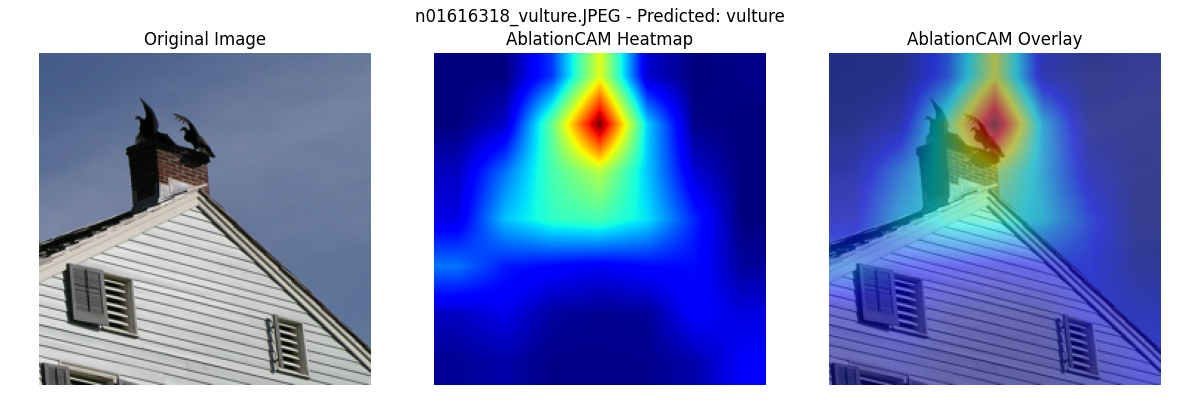 n01616318_vulture.JPEG - Predicted: vulture
Original Image
AblationCAM Heatmap
AblationCAM Overlay